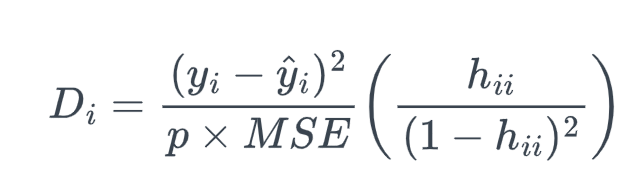 D_i = \frac{(y_i - \hat{y}_i)^2}{p \times MSE} \left( \frac{h_{ii}}{(1 - h_{ii})^2} \right)